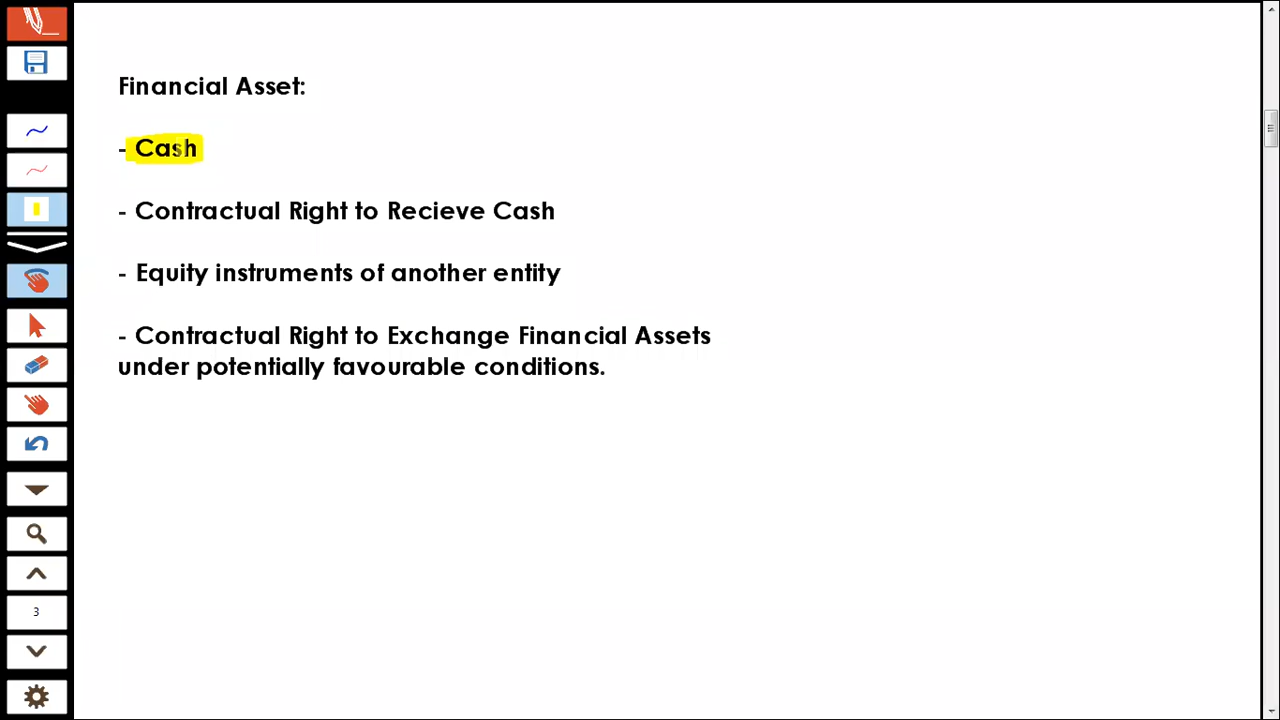 Financial Asset:
- Cash
- Contractual Right to Recieve Cash
- Equity instruments of another entity
- Contractual Right to Exchange Financial Assets
under potentially favourable conditions.
3